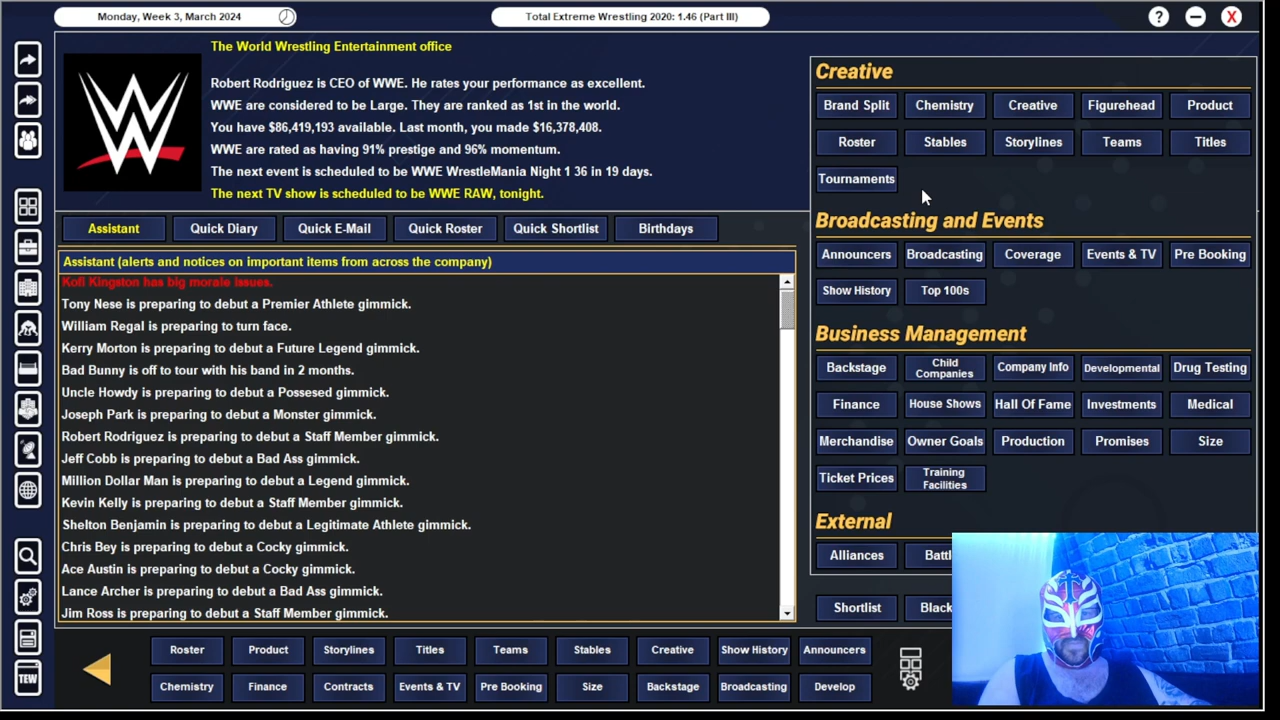 Monday, Week 3, March 2024
Total Extreme Wrestling 2020: 1.46 (Part III)
?
X
The World Wrestling Entertainment office
Robert Rodriguez is CEO of WWE. He rates your performance as excellent.
WWE are considered to be Large. They are ranked as 1st in the world.
You have $86,419,193 available. Last month, you made $16,378,408.
WWE are rated as having 91% prestige and 96% momentum.
The next event is scheduled to be WWE WrestleMania Night 1 36 in 19 days.
The next TV show is scheduled to be WWE RAW, tonight.
Assistant
Quick Diary
Quick E-Mail
Quick Roster
Quick Shortlist
Birthdays
Assistant (alerts and notices on important items from across the company)
Kofi Kingston has big morale issues.
Tony Nese is preparing to debut a Premier Athlete gimmick.
William Regal is preparing to turn face.
Kerry Morton is preparing to debut a Future Legend gimmick.
Bad Bunny is off to tour with his band in 2 months.
Uncle Howdy is preparing to debut a Possesed gimmick.
Joseph Park is preparing to debut a Monster gimmick.
Robert Rodriguez is preparing to debut a Staff Member gimmick.
Jeff Cobb is preparing to debut a Bad Ass gimmick.
Million Dollar Man is preparing to debut a Legend gimmick.
Kevin Kelly is preparing to debut a Staff Member gimmick.
Shelton Benjamin is preparing to debut a Legitimate Athlete gimmick.
Chris Bey is preparing to debut a Cocky gimmick.
Ace Austin is preparing to debut a Cocky gimmick.
Lance Archer is preparing to debut a Bad Ass gimmick.
Jim Ross is preparing to debut a Staff Member gimmick.
Creative
Brand Split Chemistry Creative Figurehead Product
Roster Stables Storylines Teams Titles
Tournaments
Broadcasting and Events
Announcers Broadcasting Coverage Events & TV Pre Booking
Show History Top 100s
Business Management
Backstage Child Companies Company Info Developmental Drug Testing
Finance House Shows Hall Of Fame Investments Medical
Merchandise Owner Goals Production Promises Size
Ticket Prices Training Facilities
External
Alliances Battl
Shortlist Black
Roster Product Storylines Titles Teams Stables Creative Show History Announcers
Chemistry Finance Contracts Events & TV Pre Booking Size Backstage Broadcasting Develop
TEW